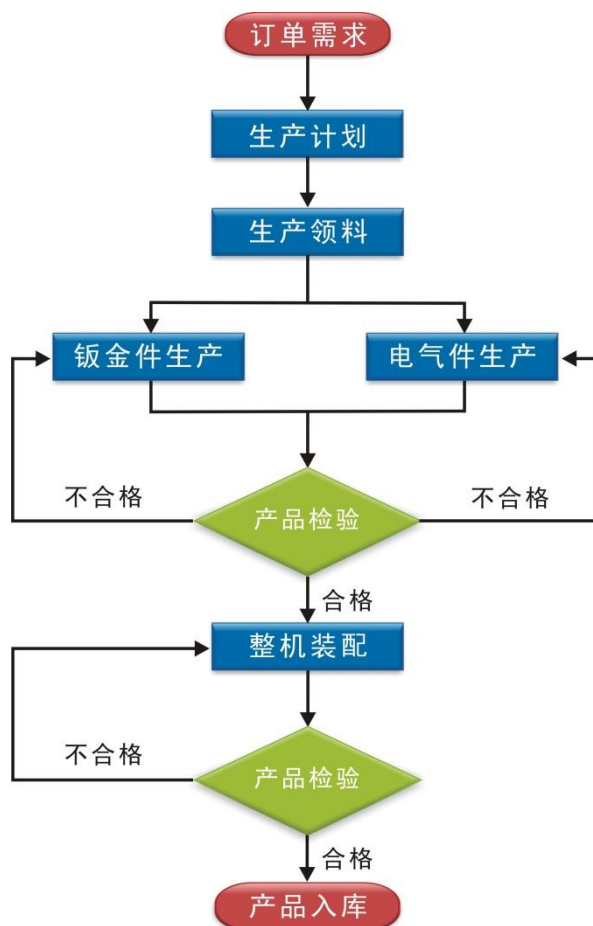 订单需求
生产计划
生产领料
钣金件生产
电气件生产
不合格
产品检验
不合格
合格
整机装配
不合格
产品检验
合格
产品入库